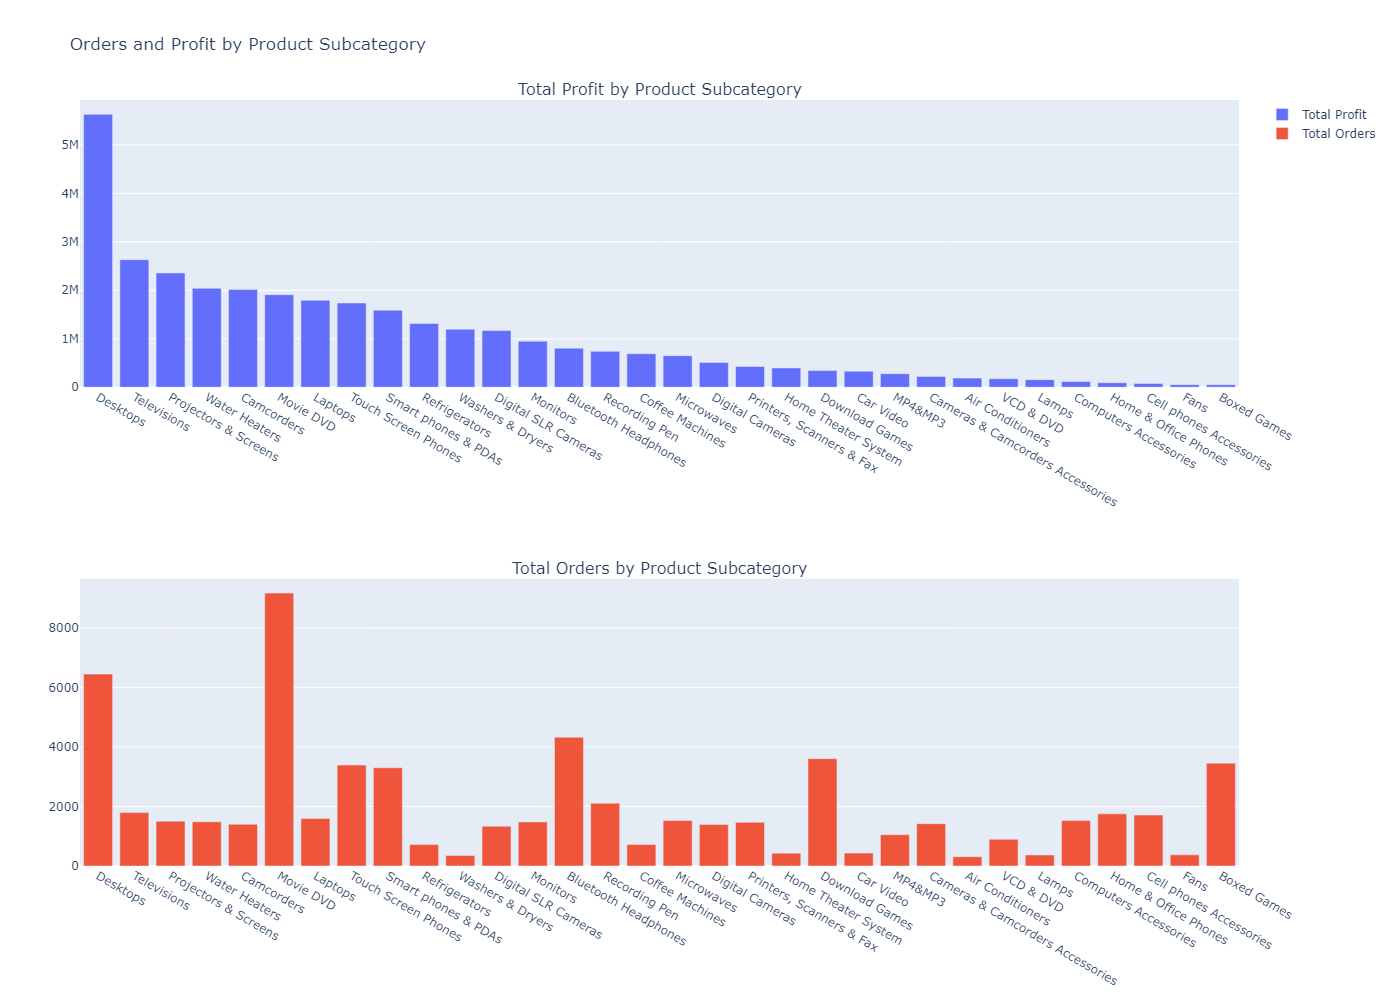 Orders and Profit by Product Subcategory
Total Profit by Product Subcategory
Total Profit
Total Orders
5M
4M
3M
2M
1M
0
Desktops
Televisions
Projectors & Screens
Water Heaters
Camcorders
Movie DVD
Laptops
Touch Screen Phones
Smart phones & PDAs
Refrigerators
Washers & Dryers
Digital SLR Cameras
Monitors
Bluetooth Headphones
Recording Pen
Coffee Machines
Microwaves
Digital Cameras
Printers, Scanners & Fax
Home Theater System
Download Games
Car Video
MP4&MP3
Cameras & Camcorders Accessories
Air Conditioners
VCD & DVD
Lamps
Computers Accessories
Home & Office Phones
Cell phones Accessories
Fans
Boxed Games
Total Orders by Product Subcategory
8000
6000
4000
2000
0
Desktops
Televisions
Projectors & Screens
Water Heaters
Camcorders
Movie DVD
Laptops
Touch Screen Phones
Smart phones & PDAs
Refrigerators
Washers & Dryers
Digital SLR Cameras
Monitors
Bluetooth Headphones
Recording Pen
Coffee Machines
Microwaves
Digital Cameras
Printers, Scanners & Fax
Home Theater System
Download Games
Car Video
MP4&MP3
Cameras & Camcorders Accessories
Air Conditioners
VCD & DVD
Lamps
Computers Accessories
Home & Office Phones
Cell phones Accessories
Fans
Boxed Games